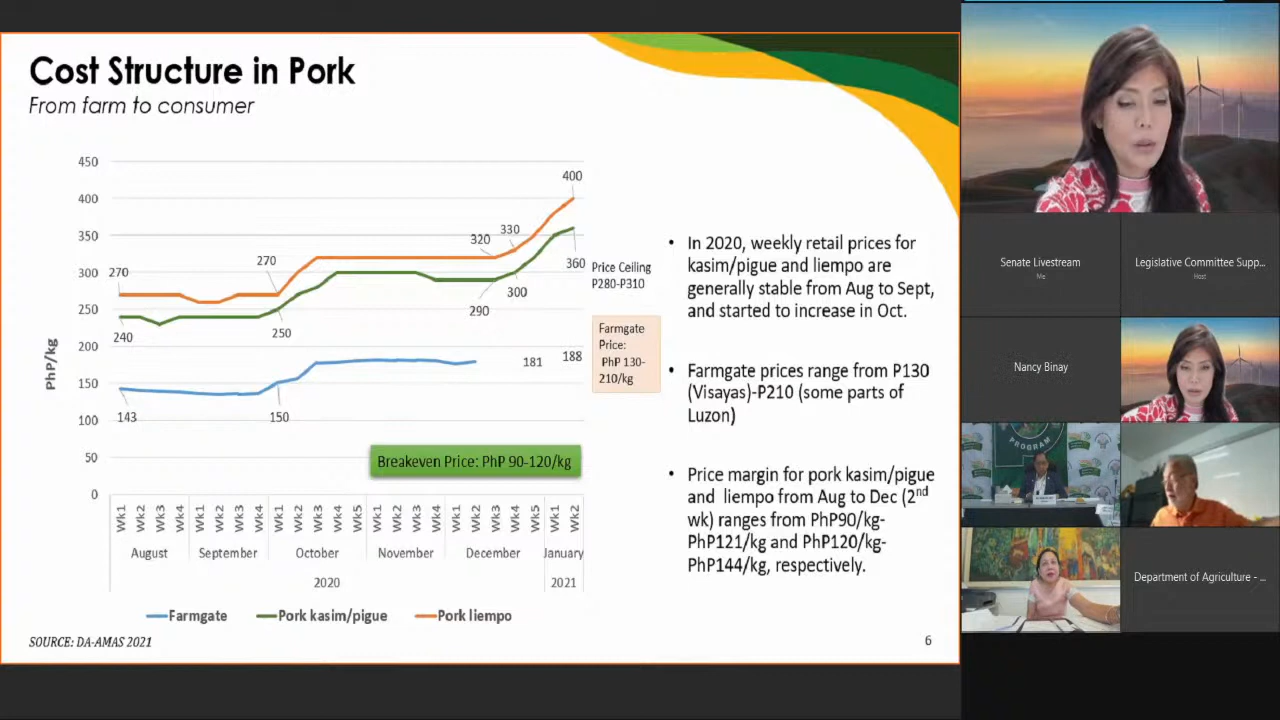 Cost Structure in Pork
From farm to consumer
450
400
350
300
250
200
150
100
50
0
PhP/kg
270
240
143
270
250
150
320
330
290
300
400
360
181
188
Price Ceiling
P280-P310
Farmgate
Price:
PhP 130-
210/kg
Breakeven Price: PhP 90-120/kg
Wk1 Wk2 Wk3 Wk4 Wk1 Wk2 Wk3 Wk4 Wk1 Wk2 Wk3 Wk4 Wk5 Wk1 Wk2 Wk3 Wk4 Wk1 Wk2 Wk3 Wk4 Wk5 Wk1 Wk2
August September October November December January
2020 2021
Farmgate Pork kasim/pigue Pork liempo
SOURCE: DA-AMAS 2021
• In 2020, weekly retail prices for
kasim/pigue and liempo are
generally stable from Aug to Sept,
and started to increase in Oct.
• Farmgate prices range from P130
(Visayas)-P210 (some parts of
Luzon)
• Price margin for pork kasim/pigue
and liempo from Aug to Dec (2nd
wk) ranges from PhP90/kg-
PhP121/kg and PhP120/kg-
PhP144/kg, respectively.
6
Senate Livestream
Me
Legislative Committee Supp...
Host
Nancy Binay
PROGRAM
Department of Agriculture - ...